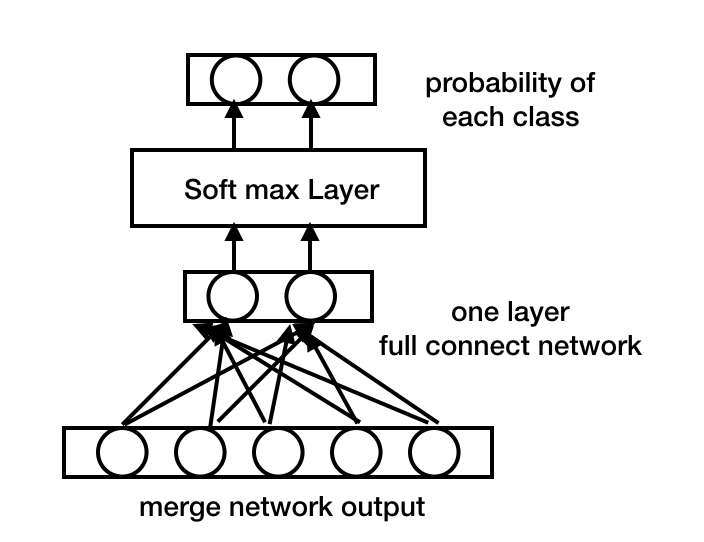 probability of
each class
Soft max Layer
one layer
full connect network
merge network output